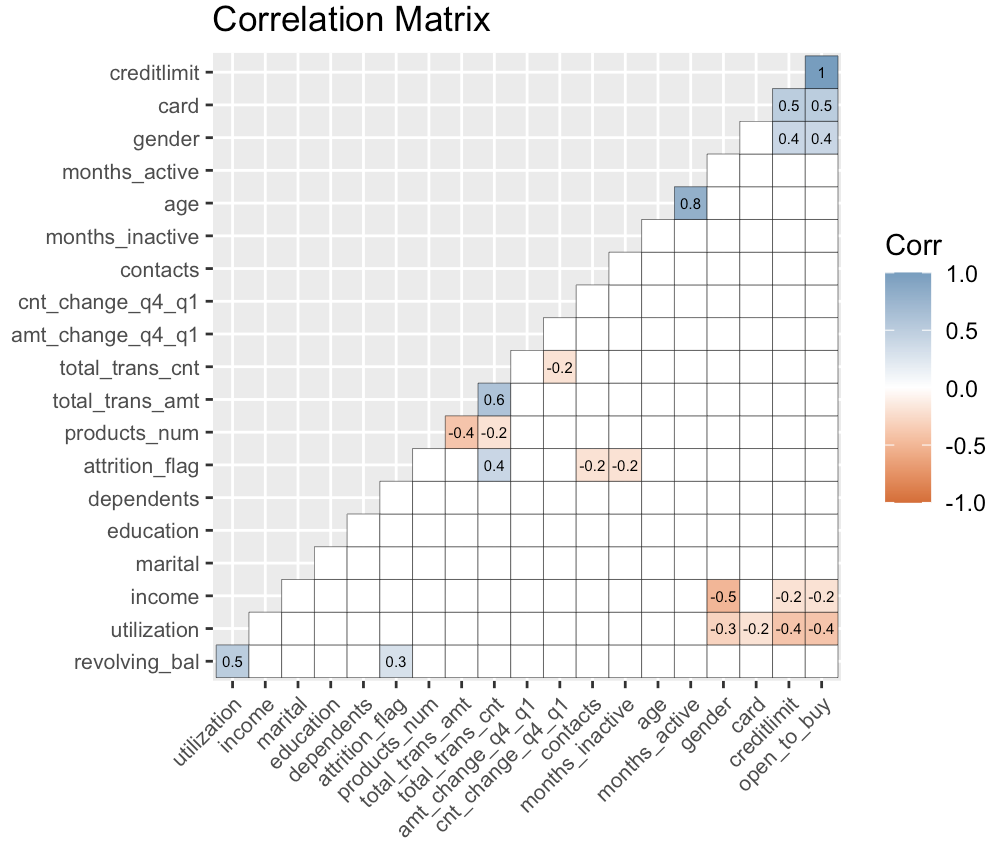 Correlation Matrix
creditlimit 1
card 0.5 0.5
gender 0.4 0.4
months_active
age 0.8
months_inactive
contacts
cnt_change_q4_q1
amt_change_q4_q1
total_trans_cnt -0.2
total_trans_amt 0.6
products_num -0.4 -0.2
attrition_flag 0.4 -0.2 -0.2
dependents
education
marital
income -0.5 -0.2 -0.2
utilization -0.3 -0.2 -0.4 -0.4
revolving_bal 0.5 0.3
utilization
income
marital
education
dependents
attrition_flag
products_num
total_trans_amt
total_trans_cnt
amt_change_q4_q1
cnt_change_q4_q1
contacts
months_inactive
age
months_active
gender
card
creditlimit
open_to_buy
Corr
1.0
0.5
0.0
-0.5
-1.0